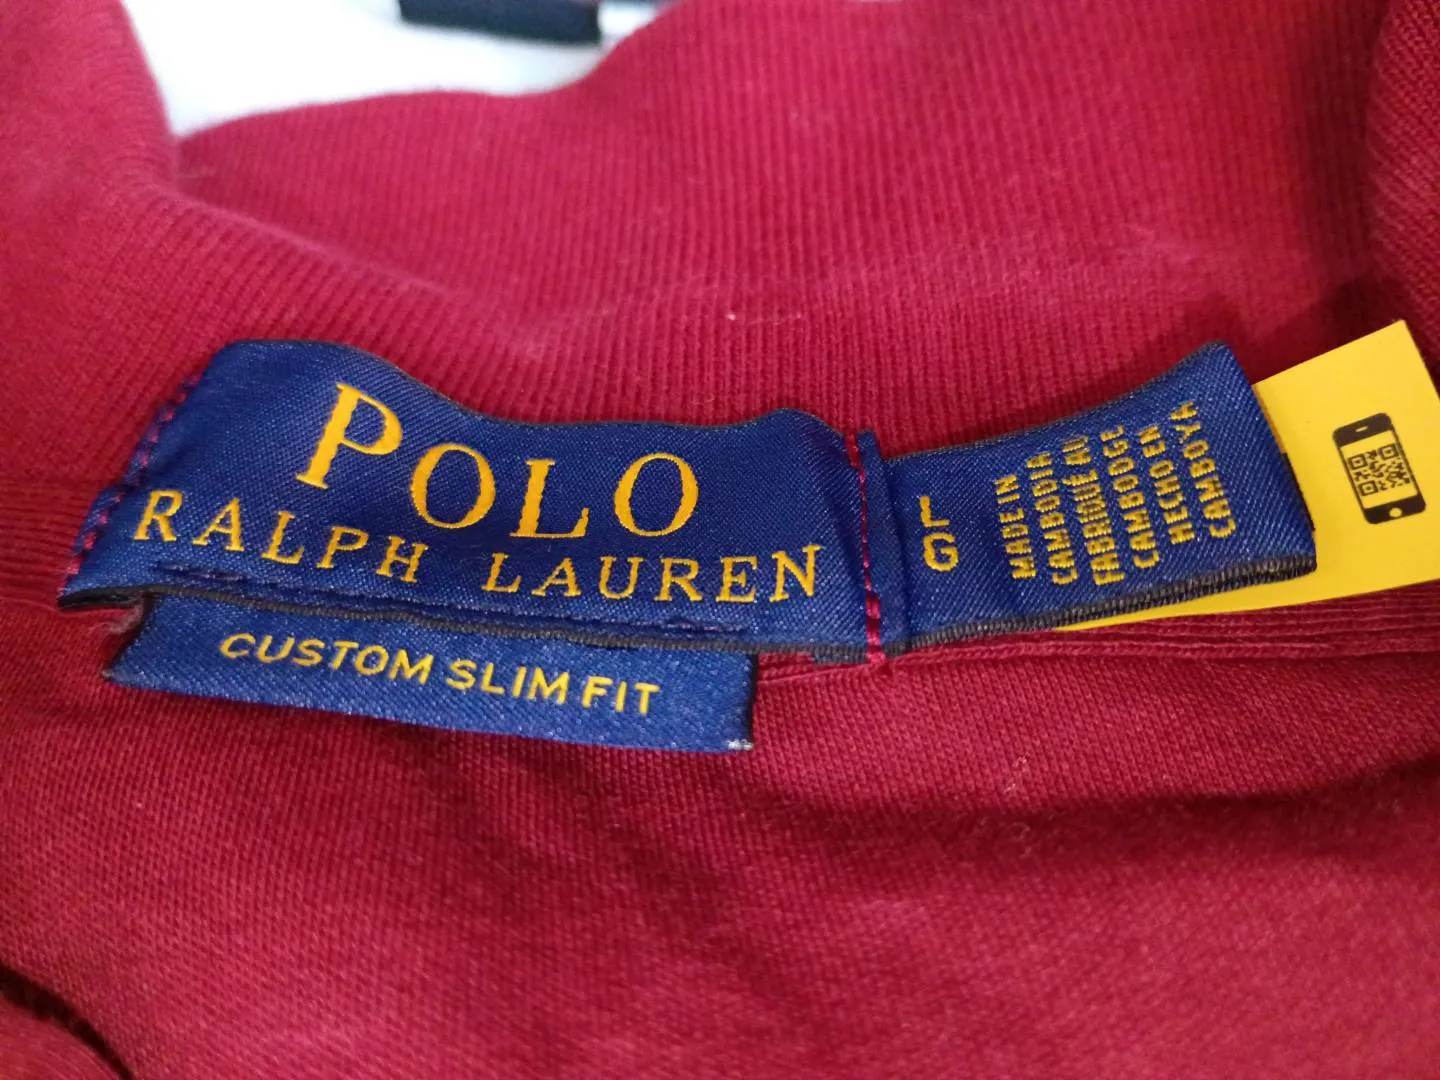 POLO
RALPH LAUREN
CUSTOM SLIM FIT
L
G
MADE IN
CAMBODIA
FABRIQUÉ AU
CAMBODGE
HECHO EN
CAMBOYA